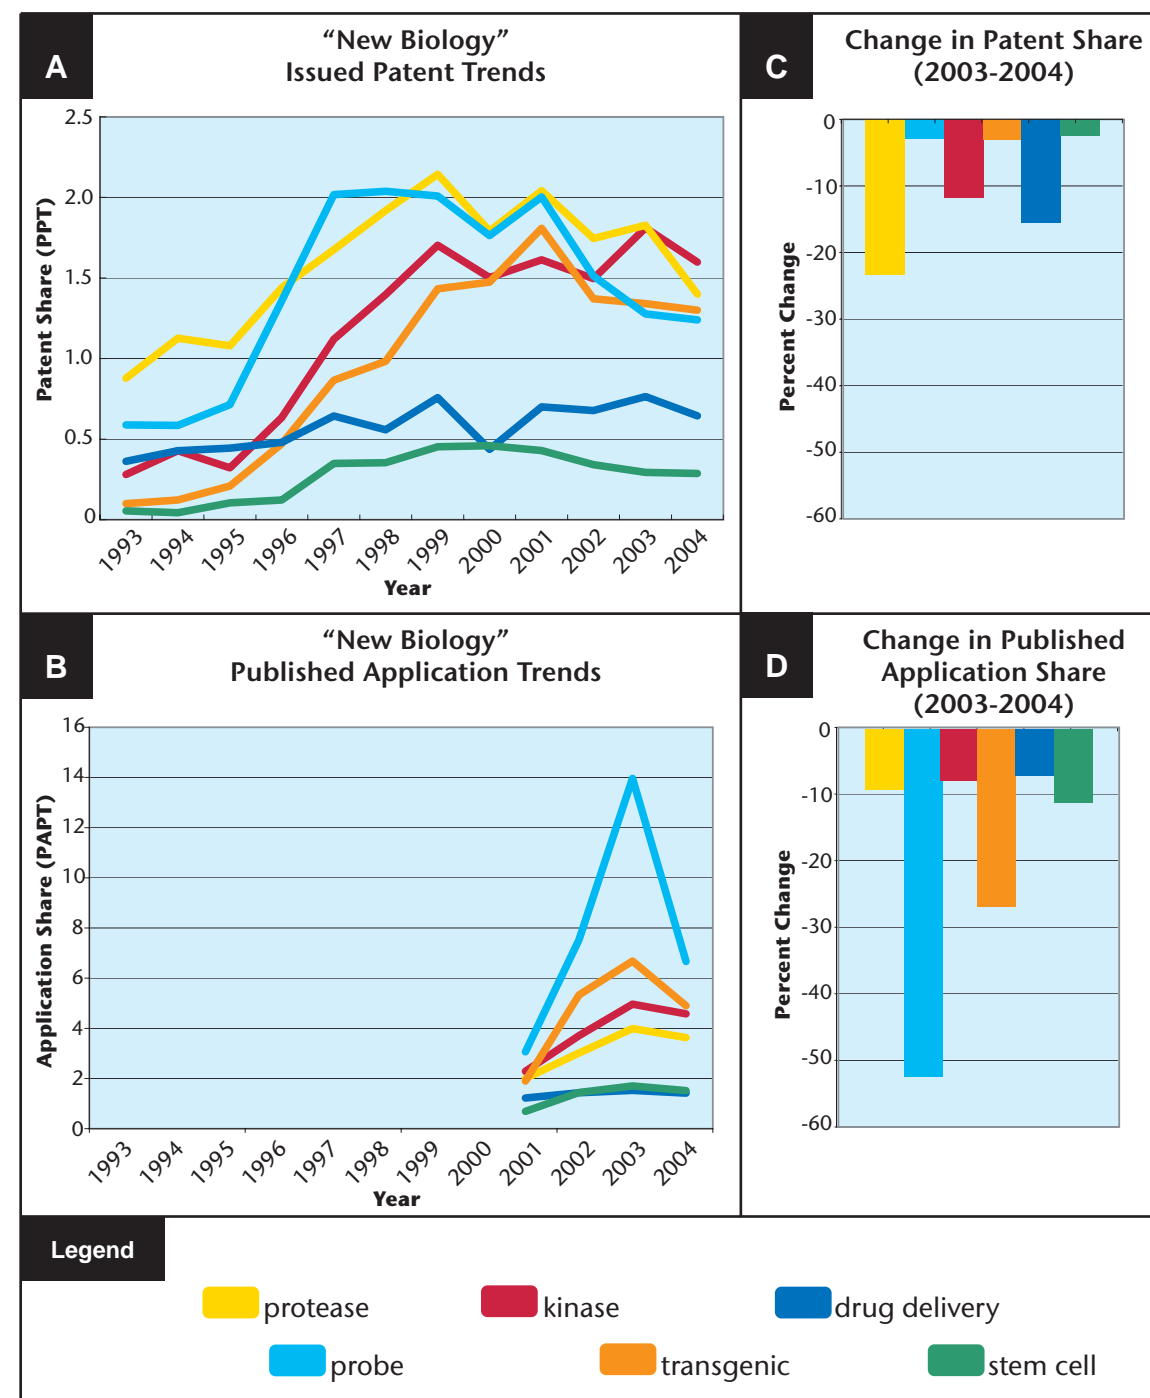 A
“New Biology”
Issued Patent Trends
Patent Share (PPT)
2.5
2.0
1.5
1.0
0.5
0
1993
1994
1995
1996
1997
1998
1999
2000
2001
2002
2003
2004
Year
C
Change in Patent Share
(2003-2004)
Percent Change
0
-10
-20
-30
-40
-50
-60
B
“New Biology”
Published Application Trends
Application Share (PAPT)
16
14
12
10
8
6
4
2
0
1993
1994
1995
1996
1997
1998
1999
2000
2001
2002
2003
2004
Year
D
Change in Published
Application Share
(2003-2004)
Percent Change
0
-10
-20
-30
-40
-50
-60
Legend
protease
kinase
drug delivery
probe
transgenic
stem cell